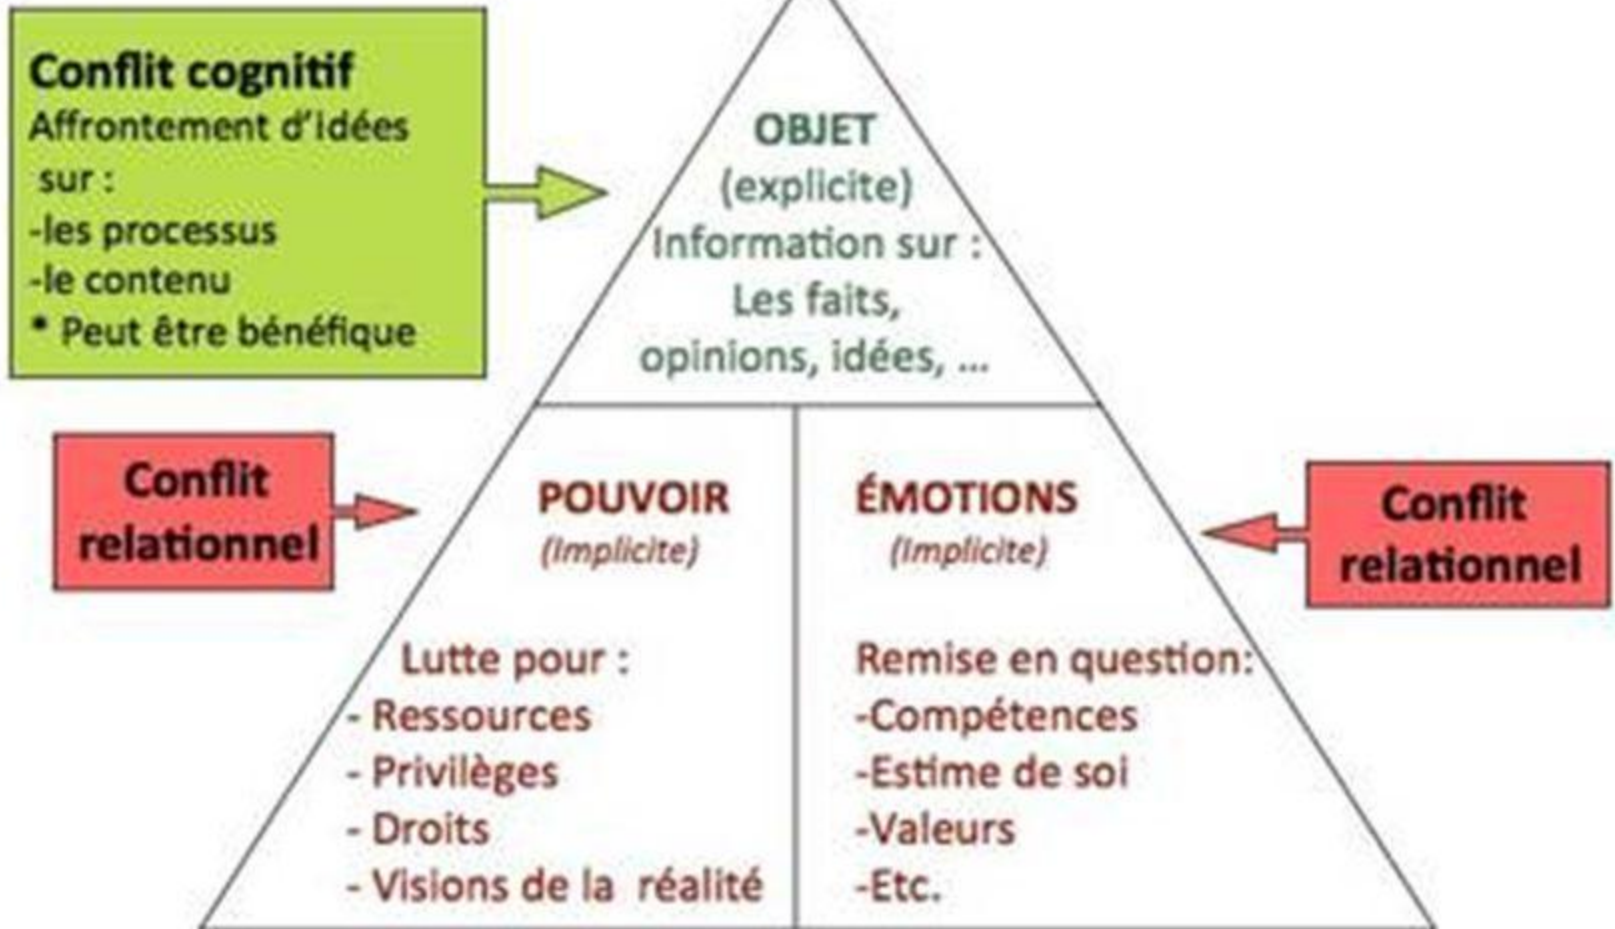 Conflit cognitif
Affrontement d'idées
sur :
-les processus
-le contenu
* Peut être bénéfique
OBJET
(explicite)
Information sur :
Les faits,
opinions, idées, ...
Conflit
relationnel
POUVOIR
(Implicite)
Lutte pour :
- Ressources
- Privilèges
- Droits
- Visions de la réalité
ÉMOTIONS
(Implicite)
Remise en question:
-Compétences
-Estime de soi
-Valeurs
-Etc.
Conflit
relationnel